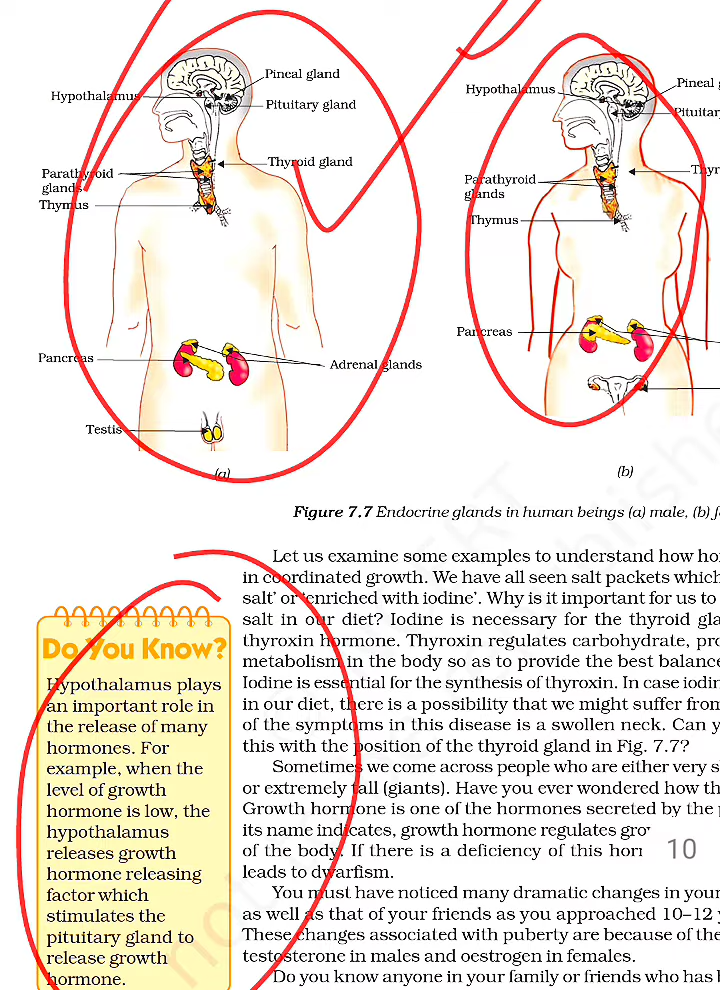 Pineal gland
Hypothalamus
Pituitary gland
Parathyroid
glands
Thyroid gland
Thymus
Pancreas
Adrenal glands
Testis
(a)
Hypothalamus
Pineal
Pituitary
Parathyroid
glands
Thymus
Pancreas
(b)
Figure 7.7 Endocrine glands in human beings (a) male, (b)
Do You Know?
Hypothalamus plays
an important role in
the release of many
hormones. For
example, when the
level of growth
hormone is low, the
hypothalamus
releases growth
hormone releasing
factor which
stimulates the
pituitary gland to
release growth
hormone.
Let us examine some examples to understand how
in coordinated growth. We have all seen salt packets which
salt' or 'enriched with iodine'. Why is it important for us to
salt in our diet? Iodine is necessary for the thyroid
thyroxin hormone. Thyroxin regulates carbohydrate,
metabolism in the body so as to provide the best balance
Iodine is essential for the synthesis of thyroxin. In case
in our diet, there is a possibility that we might suffer from
of the symptoms in this disease is a swollen neck. Can
this with the position of the thyroid gland in Fig. 7.7?
Sometimes we come across people who are either very
or extremely tall (giants). Have you ever wondered how
Growth hormone is one of the hormones secreted by the
its name indicates, growth hormone regulates
of the body. If there is a deficiency of this
leads to dwarfism.
You must have noticed many dramatic changes in your
as well as that of your friends as you approached 10–12
These changes associated with puberty are because of the
testosterone in males and oestrogen in females.
Do you know anyone in your family or friends who has
10